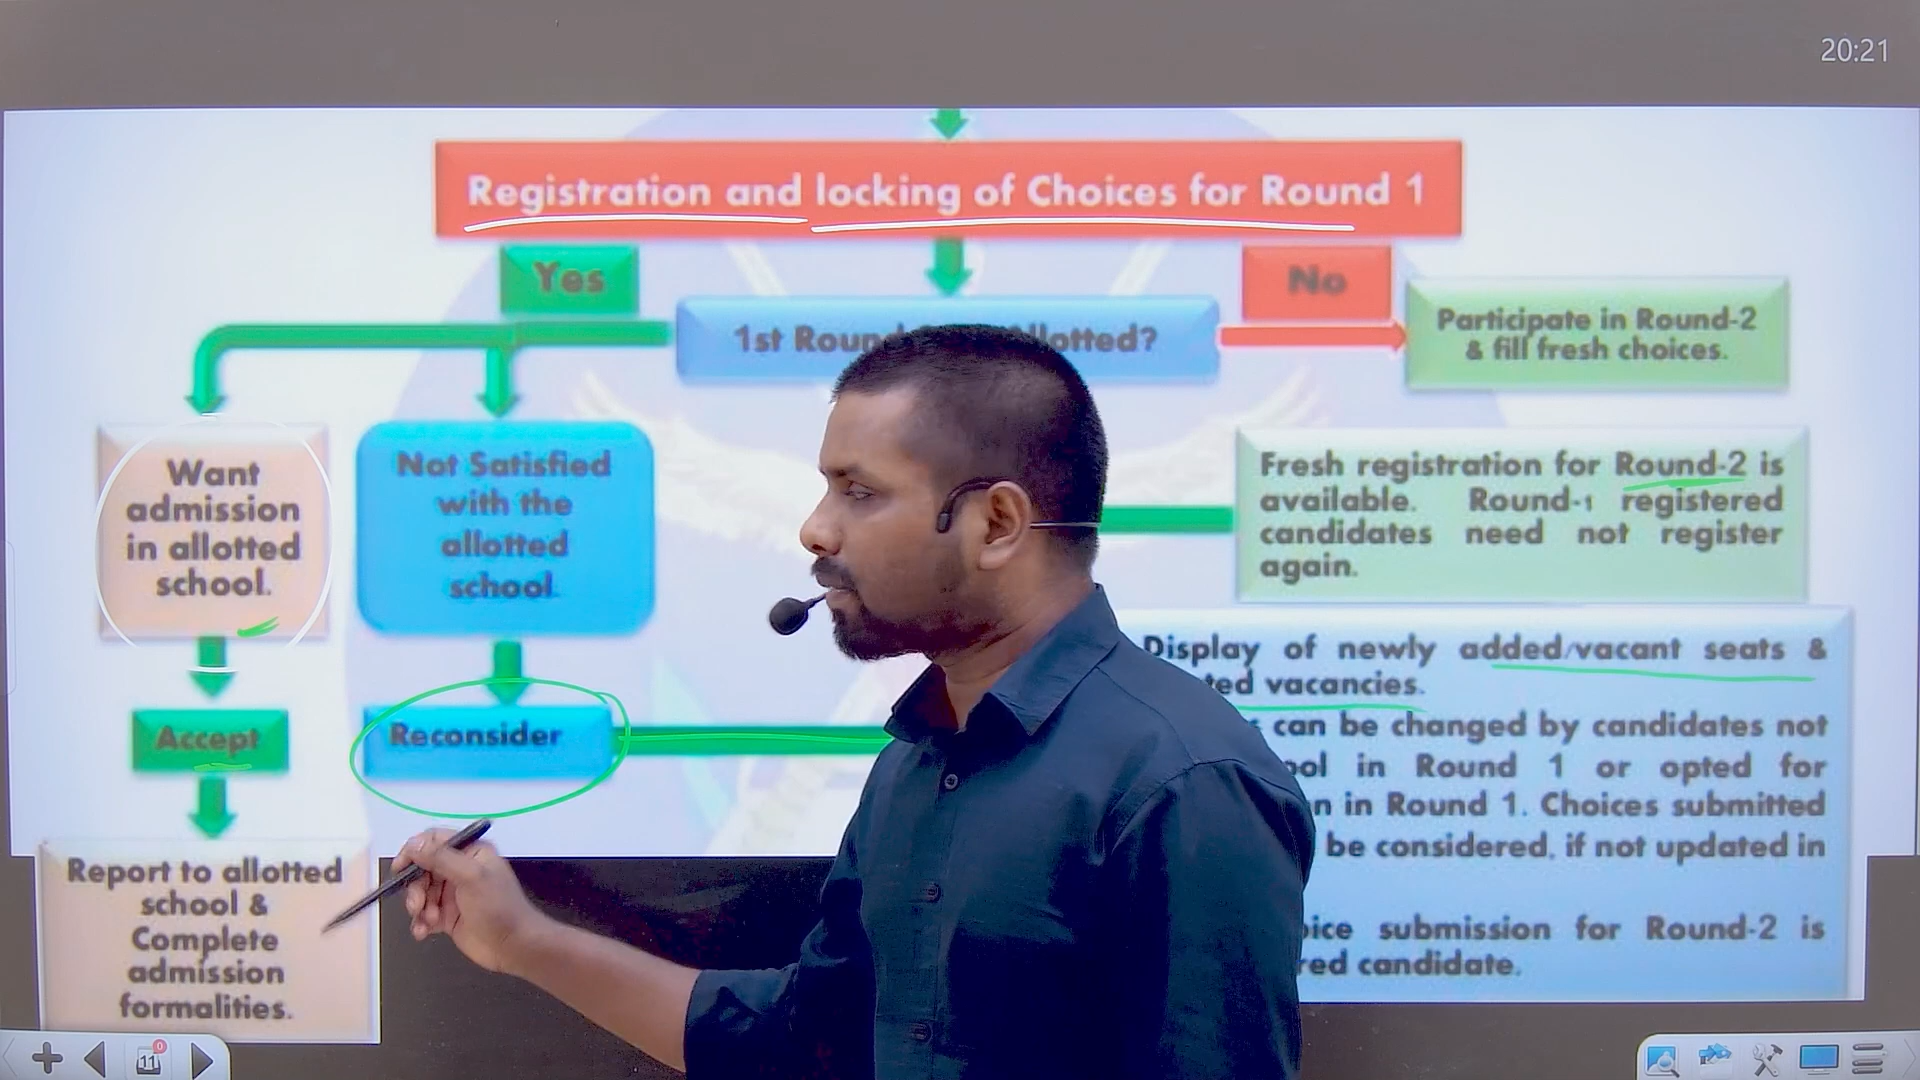 20:21
Registration and locking of Choices for Round 1
Yes
No
1st Roun lotted?
Participate in Round-2
& fill fresh choices.
Want
admission
in allotted
school.
Not Satisfied
with the
allotted
school.
Fresh registration for Round-2 is
available. Round-1 registered
candidates need not register
again.
Display of newly added/vacant seats &
ted vacancies.
can be changed by candidates not
ool in Round 1 or opted for
n in Round 1. Choices submitted
be considered, if not updated in
ice submission for Round-2 is
red candidate.
Accept
Reconsider
Report to allotted
school &
Complete
admission
formalities.
11
0